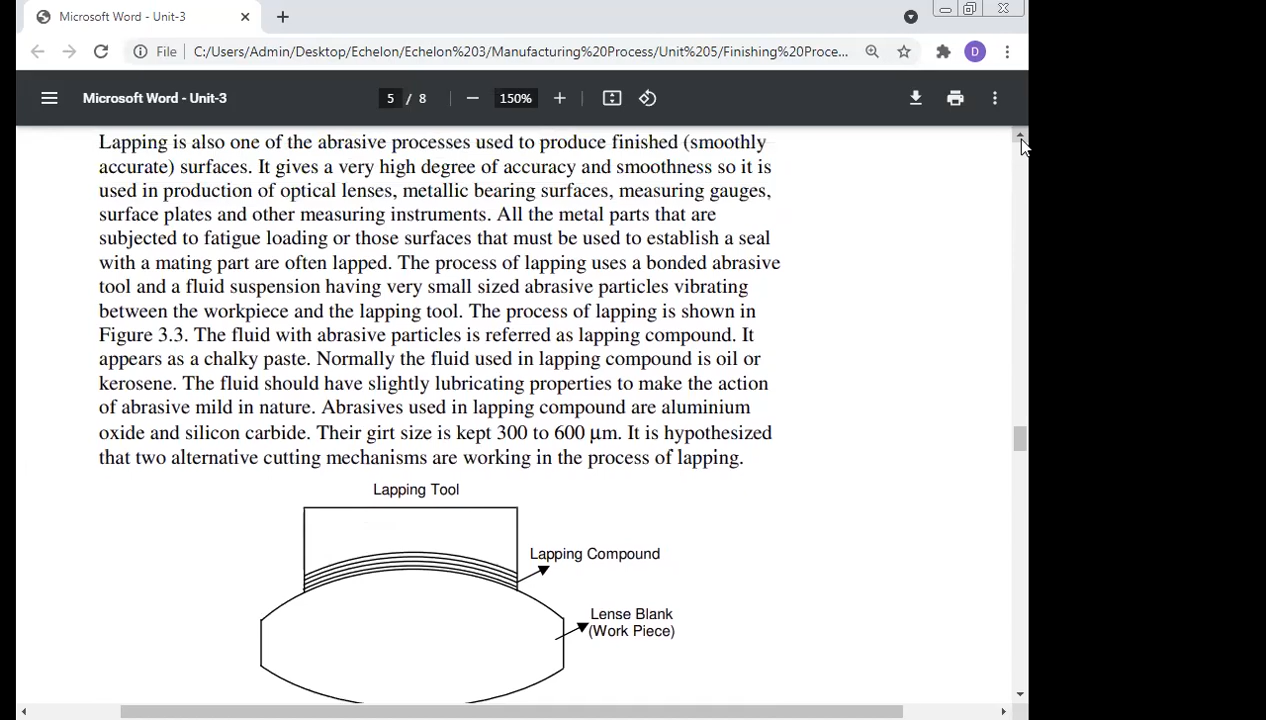 Microsoft Word - Unit-3
File C:/Users/Admin/Desktop/Echelon/Echelon%203/Manufacturing%20Process/Unit%205/Finishing%20Proce...
D
Microsoft Word - Unit-3
5 / 8
150%
Lapping is also one of the abrasive processes used to produce finished (smoothly
accurate) surfaces. It gives a very high degree of accuracy and smoothness so it is
used in production of optical lenses, metallic bearing surfaces, measuring gauges,
surface plates and other measuring instruments. All the metal parts that are
subjected to fatigue loading or those surfaces that must be used to establish a seal
with a mating part are often lapped. The process of lapping uses a bonded abrasive
tool and a fluid suspension having very small sized abrasive particles vibrating
between the workpiece and the lapping tool. The process of lapping is shown in
Figure 3.3. The fluid with abrasive particles is referred as lapping compound. It
appears as a chalky paste. Normally the fluid used in lapping compound is oil or
kerosene. The fluid should have slightly lubricating properties to make the action
of abrasive mild in nature. Abrasives used in lapping compound are aluminium
oxide and silicon carbide. Their girt size is kept 300 to 600 μm. It is hypothesized
that two alternative cutting mechanisms are working in the process of lapping.
Lapping Tool
Lapping Compound
Lense Blank
(Work Piece)